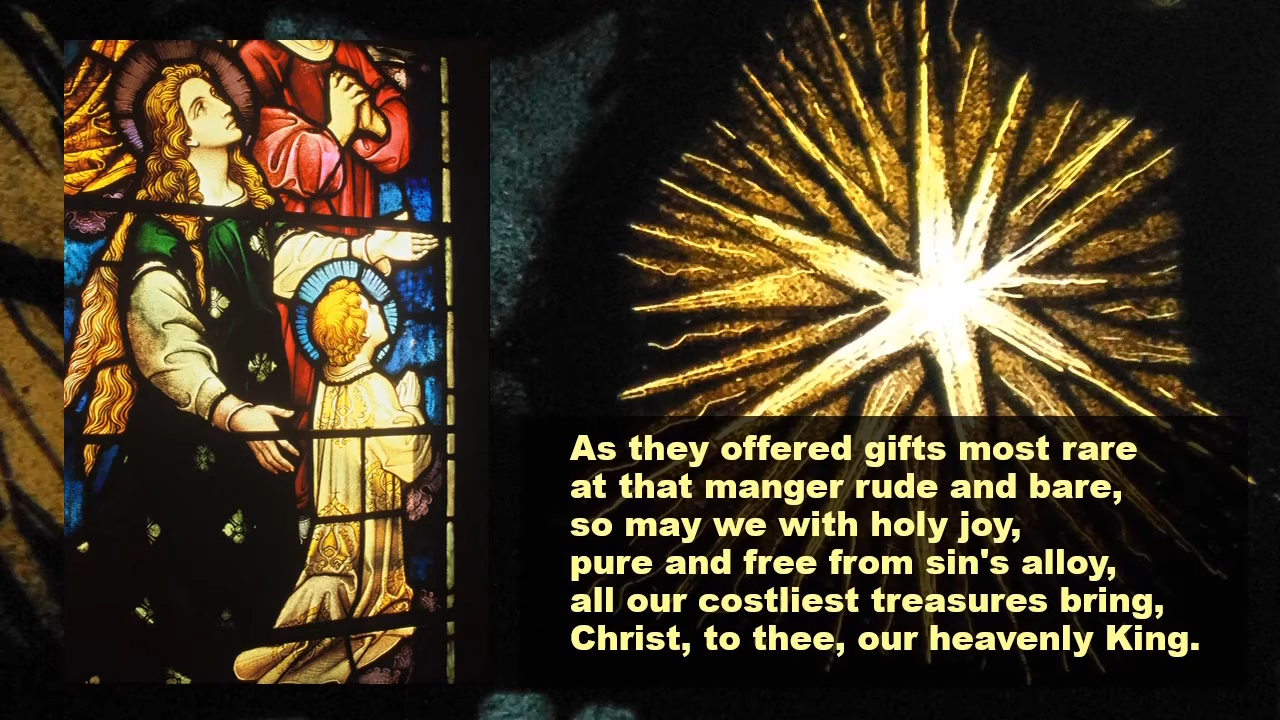 As they offered gifts most rare
at that manger rude and bare,
so may we with holy joy,
pure and free from sin's alloy,
all our costliest treasures bring,
Christ, to thee, our heavenly King.